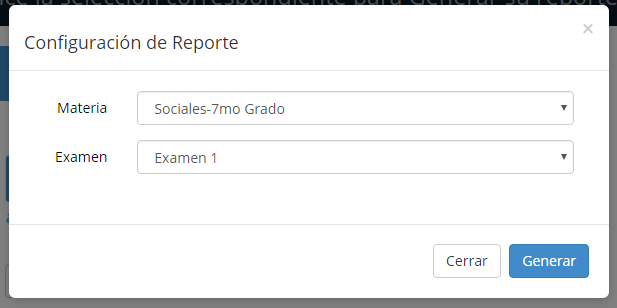 la selección correspondiente para Generar su reporte
×
Configuración de Reporte
Materia Sociales-7mo Grado
Examen Examen 1
Cerrar Generar